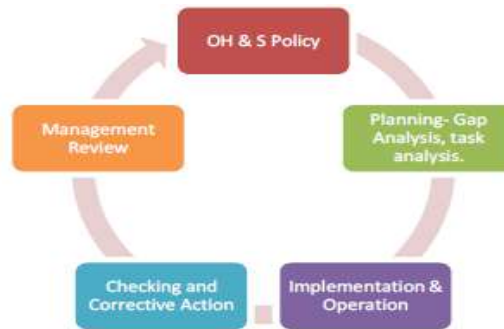 OH & S Policy
Planning- Gap
Analysis, task
analysis.
Implementation &
Operation
Checking and
Corrective Action
Management
Review